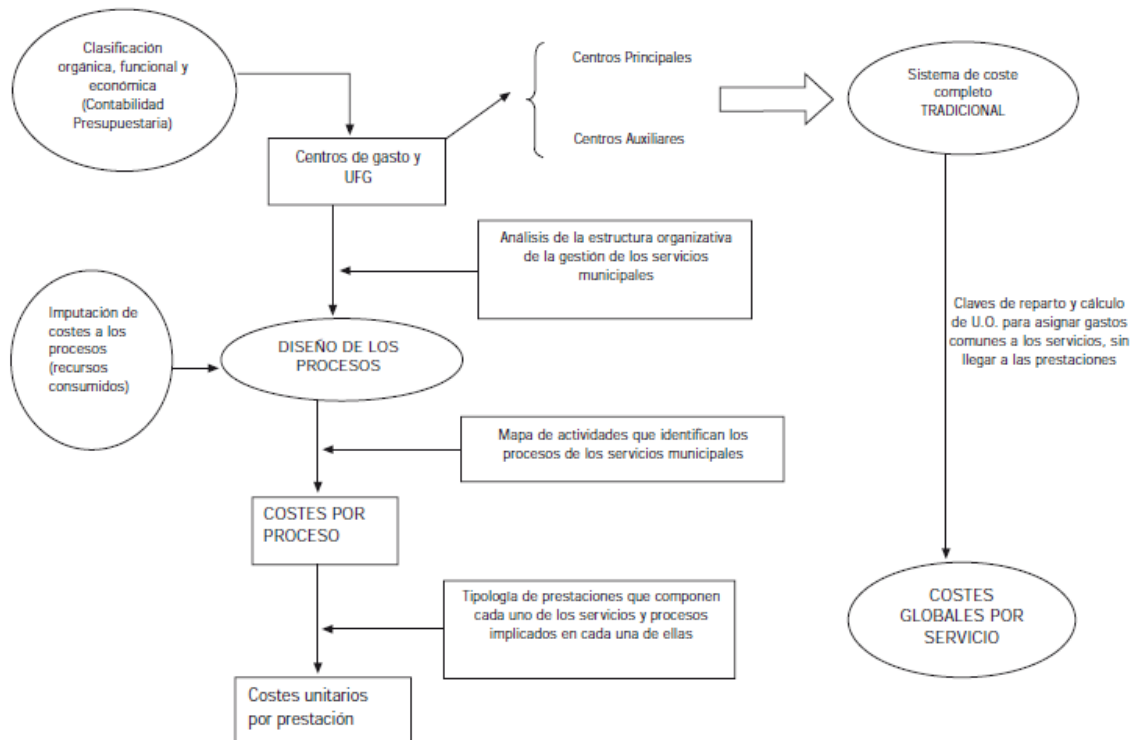 Clasificación
orgánica, funcional y
económica
(Contabilidad
Presupuestaria)
Centros Principales
Centros Auxiliares
Sistema de coste
completo
TRADICIONAL
Centros de gasto y
UFG
Análisis de la estructura organizativa
de la gestión de los servicios
municipales
Imputación de
costes a los
procesos
(recursos
consumidos)
DISEÑO DE LOS
PROCESOS
Claves de reparto y cálculo
de U.O. para asignar gastos
comunes a los servicios, sin
llegar a las prestaciones
Mapa de actividades que identifican los
procesos de los servicios municipales
COSTES POR
PROCESO
Tipología de prestaciones que componen
cada uno de los servicios y procesos
implicados en cada una de ellas
COSTES
GLOBALES POR
SERVICIO
Costes unitarios
por prestación